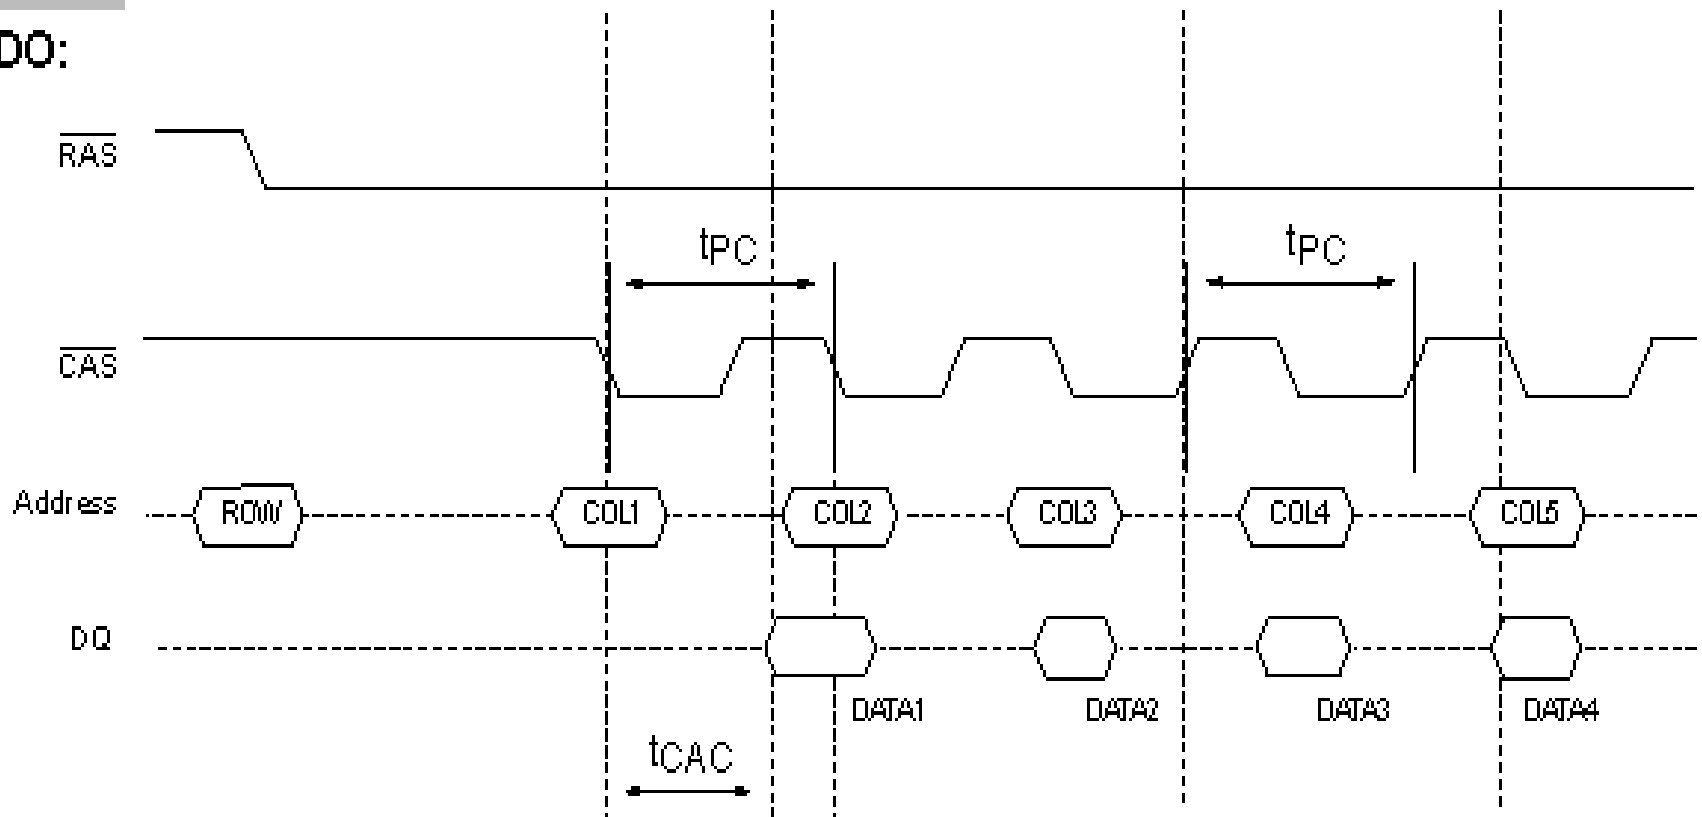 DO:
RAS
tPC
tPC
CAS
Address
ROW
COL1
COL2
COL3
COL4
COL5
DQ
DATA1
DATA2
DATA3
DATA4
tCAC